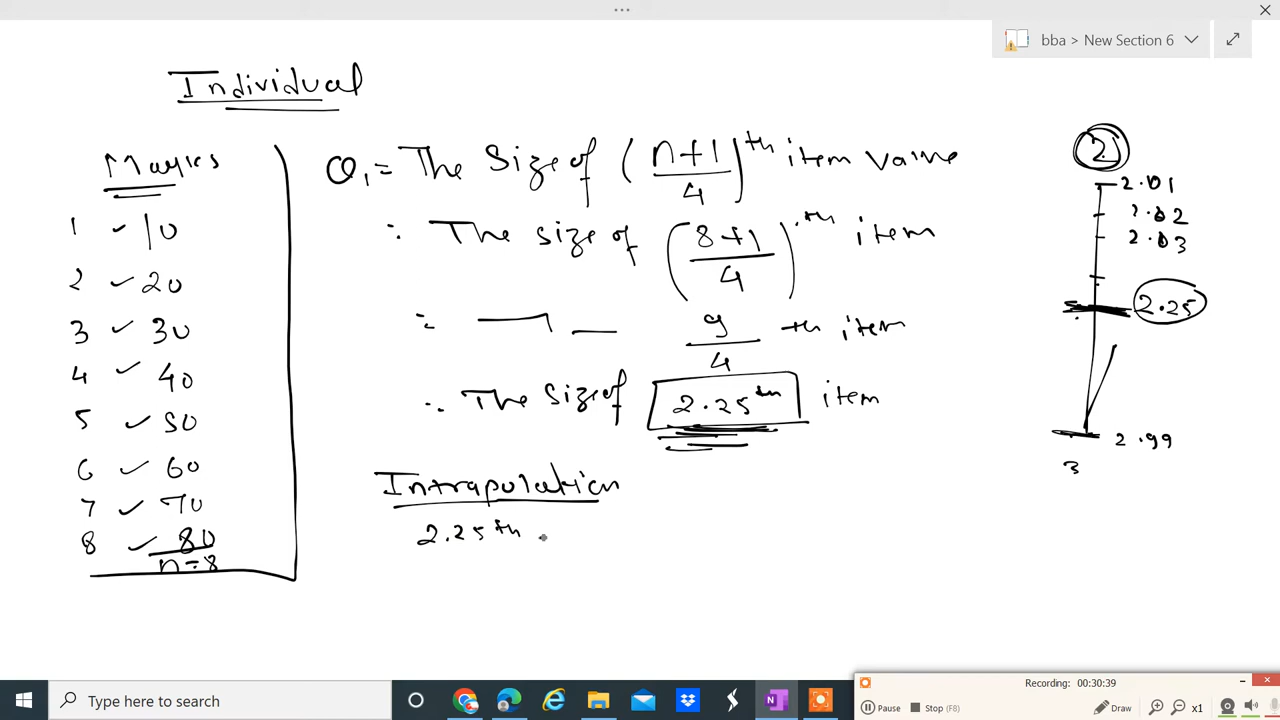 bba > New Section 6
Individual
Marks
1 10
2 20
3 30
4 40
5 50
6 60
7 70
8 80
n=8
Q1 = The Size of (n+1/4)th item value
∴ The size of (8+1/4)th item
9/4 th item
∴ The size of 2.25th item
Intrapolation
2.25th
2
2.01
2.02
2.03
2.25
2.99
3
Type here to search
Recording: 00:30:39
Pause Stop (F8) Draw x1